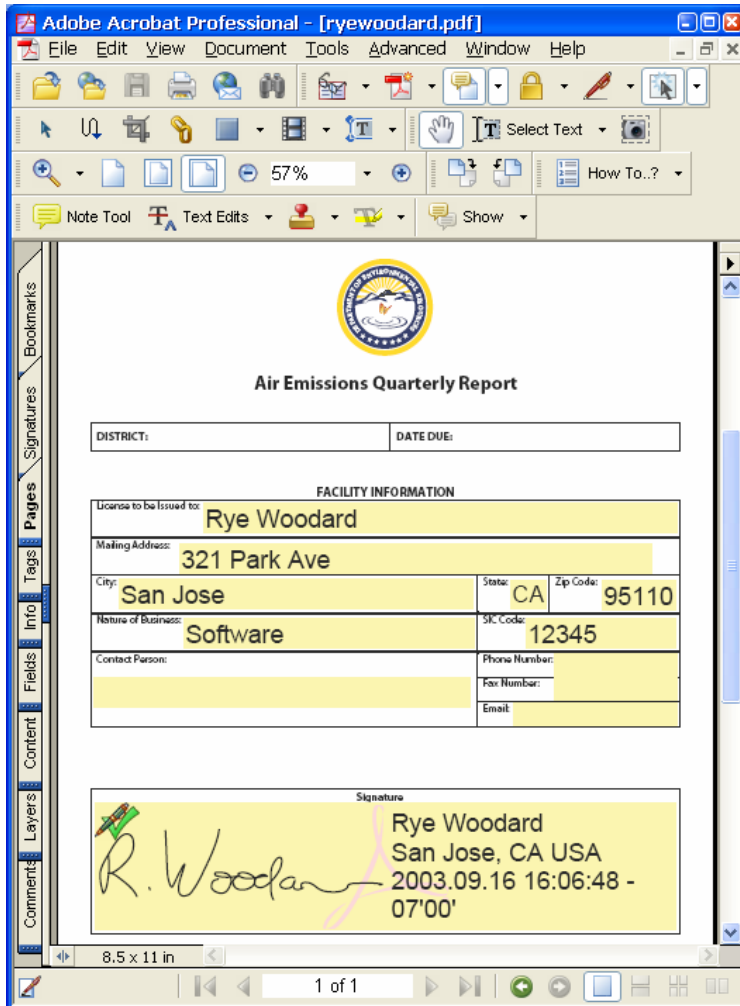 Adobe Acrobat Professional - [ryewoodard.pdf]
File Edit View Document Tools Advanced Window Help
Select Text
57%
How To..?
Note Tool Text Edits Show
Bookmarks
Signatures
Pages
Tags
Info
Fields
Content
Layers
Comments
Air Emissions Quarterly Report
DISTRICT: DATE DUE:
FACILITY INFORMATION
License to be Issued to: Rye Woodard
Mailing Address: 321 Park Ave
City: San Jose State: CA Zip Code: 95110
Nature of Business: Software SIC Code: 12345
Contact Person: Phone Number:
Fax Number:
Email:
Signature
R. Woodard
Rye Woodard
San Jose, CA USA
2003.09.16 16:06:48 -
07'00'
8.5 x 11 in
1 of 1